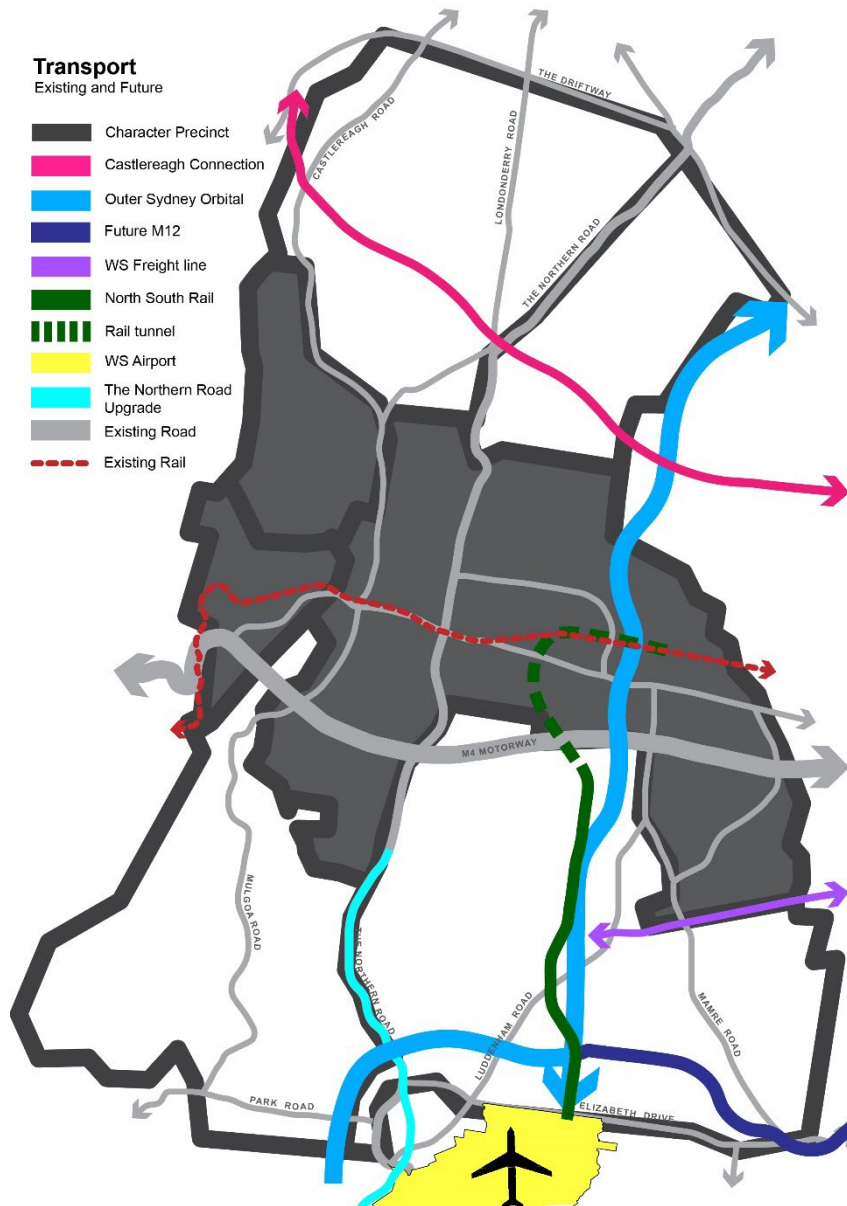 Transport
Existing and Future
Character Precinct
Castlereagh Connection
Outer Sydney Orbital
Future M12
WS Freight line
North South Rail
Rail tunnel
WS Airport
The Northern Road
Upgrade
Existing Road
Existing Rail
THE DRIFTWAY
CASTLEREAGH ROAD
LONDONDERRY ROAD
THE NORTHERN ROAD
M4 MOTORWAY
MULGOA ROAD
THE NORTHERN ROAD
LUDDENHAM ROAD
MAMRE ROAD
PARK ROAD
ELIZABETH DRIVE